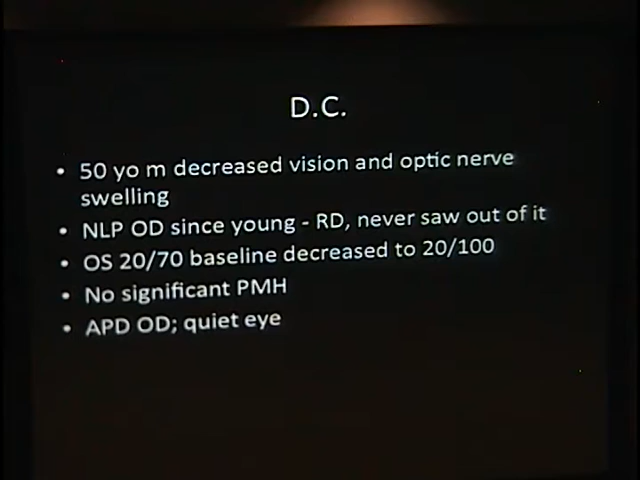 D.C.
• 50 yo m decreased vision and optic nerve
swelling
• NLP OD since young - RD, never saw out of it
• OS 20/70 baseline decreased to 20/100
• No significant PMH
• APD OD; quiet eye